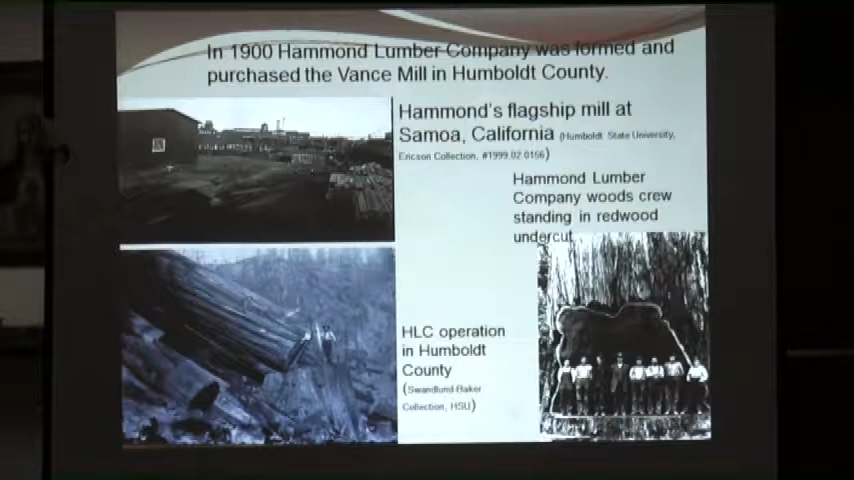 In 1900 Hammond Lumber Company was formed and
purchased the Vance Mill in Humboldt County.
Hammond's flagship mill at
Samoa, California (Humboldt State University,
Ericson Collection, #1999.02.0156)
Hammond Lumber
Company woods crew
standing in redwood
undercut
HLC operation
in Humboldt
County
(Swandlund-Baker
Collection, HSU)